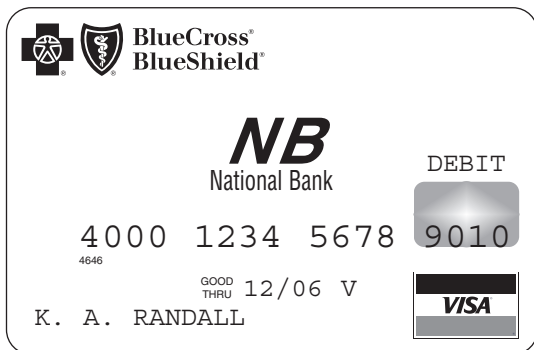 BlueCross®
BlueShield®
NB
National Bank
DEBIT
4000 1234 5678 9010
4646
GOOD THRU 12/06 V
VISA
K. A. RANDALL